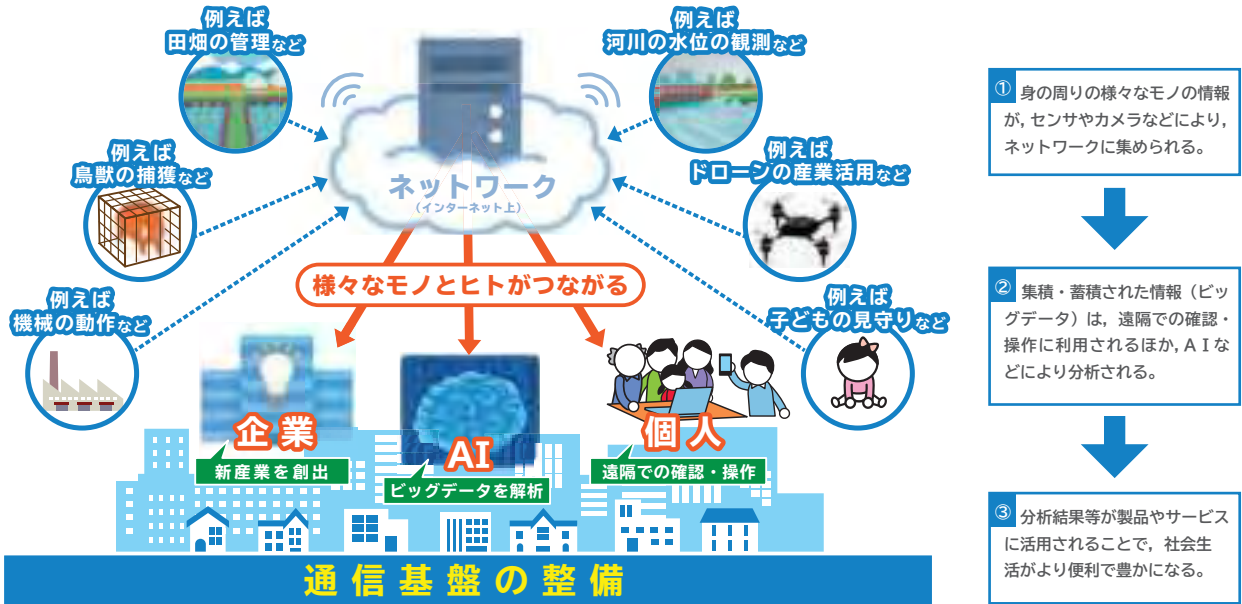 例えば
田畑の管理など
例えば
河川の水位の観測など
例えば
鳥獣の捕獲など
例えば
ドローンの産業活用など
ネットワーク
（インターネット上）
様々なモノとヒトがつながる
例えば
機械の動作など
例えば
子どもの見守りなど
企業
新産業を創出
AI
ビッグデータを解析
個人
遠隔での確認・操作
通信基盤の整備
① 身の周りの様々なモノの情報
が，センサやカメラなどにより，
ネットワークに集められる。
② 集積・蓄積された情報（ビッ
グデータ）は，遠隔での確認・
操作に利用されるほか，ＡＩな
どにより分析される。
③ 分析結果等が製品やサービス
に活用されることで，社会生
活がより便利で豊かになる。